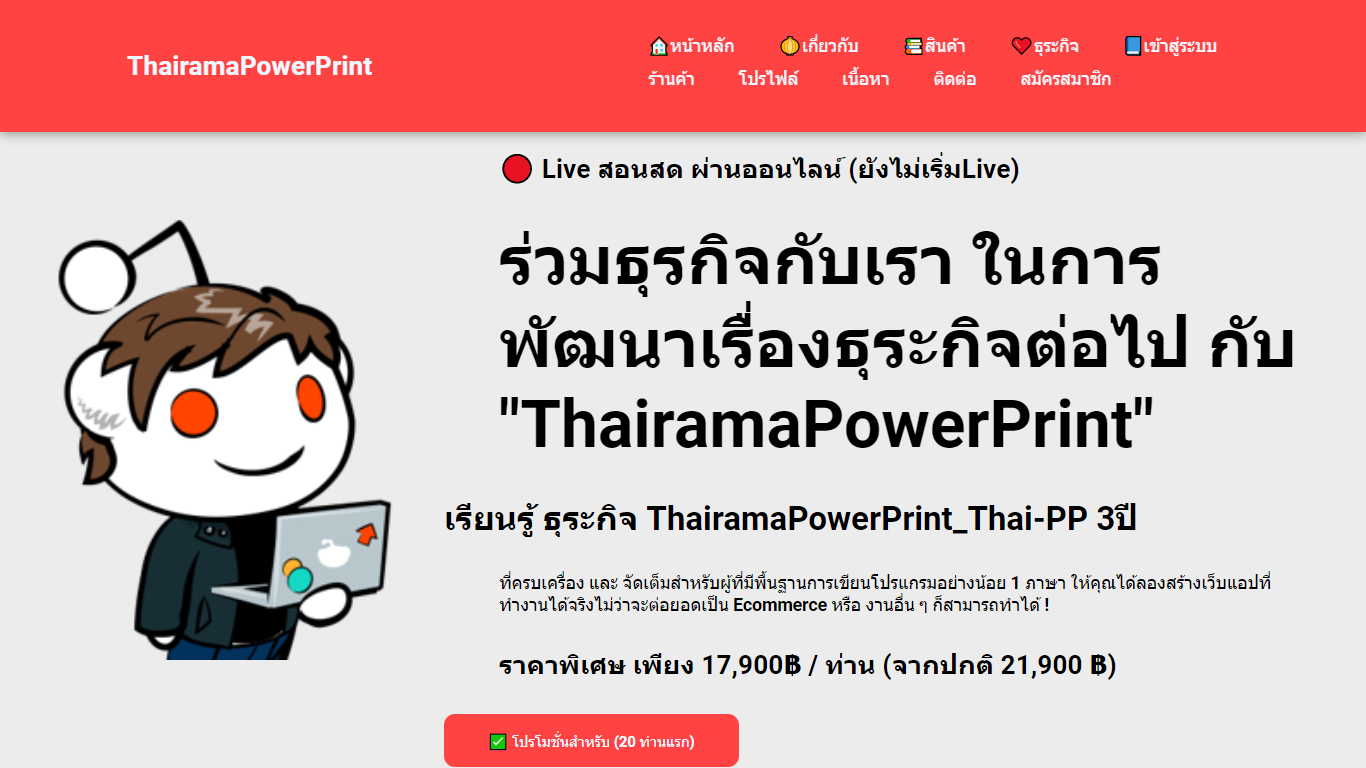 ThairamaPowerPrint
🏠หน้าหลัก เกี่ยวกับ 📚สินค้า ❤️ธุระกิจ 📘เข้าสู่ระบบ
ร้านค้า โปรไฟล์ เนื้อหา ติดต่อ สมัครสมาชิก
🔴 Live สอนสด ผ่านออนไลน์ (ยังไม่เริ่มLive)
ร่วมธุรกิจกับเรา ในการ
พัฒนาเรื่องธุระกิจต่อไป กับ
"ThairamaPowerPrint"
เรียนรู้ ธุระกิจ ThairamaPowerPrint_Thai-PP 3ปี
ที่ครบเครื่อง และ จัดเต็มสำหรับผู้ที่มีพื้นฐานการเขียนโปรแกรมอย่างน้อย 1 ภาษา ให้คุณได้ลองสร้างเว็บแอปที่
ทำงานได้จริงไม่ว่าจะต่อยอดเป็น Ecommerce หรือ งานอื่น ๆ ก็สามารถทำได้ !
ราคาพิเศษ เพียง 17,900฿ / ท่าน (จากปกติ 21,900 ฿)
✅ โปรโมชั่นสำหรับ (20 ท่านแรก)